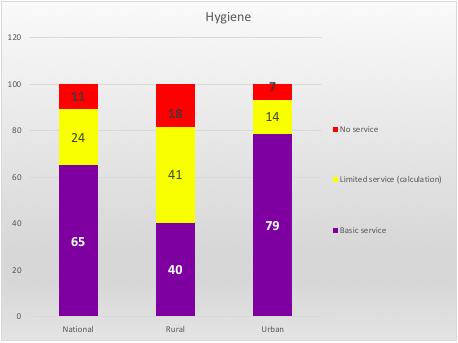 Hygiene
120
100
80
60
40
20
0
11
24
65
18
41
40
7
14
79
National
Rural
Urban
No service
Limited service (calculation)
Basic service